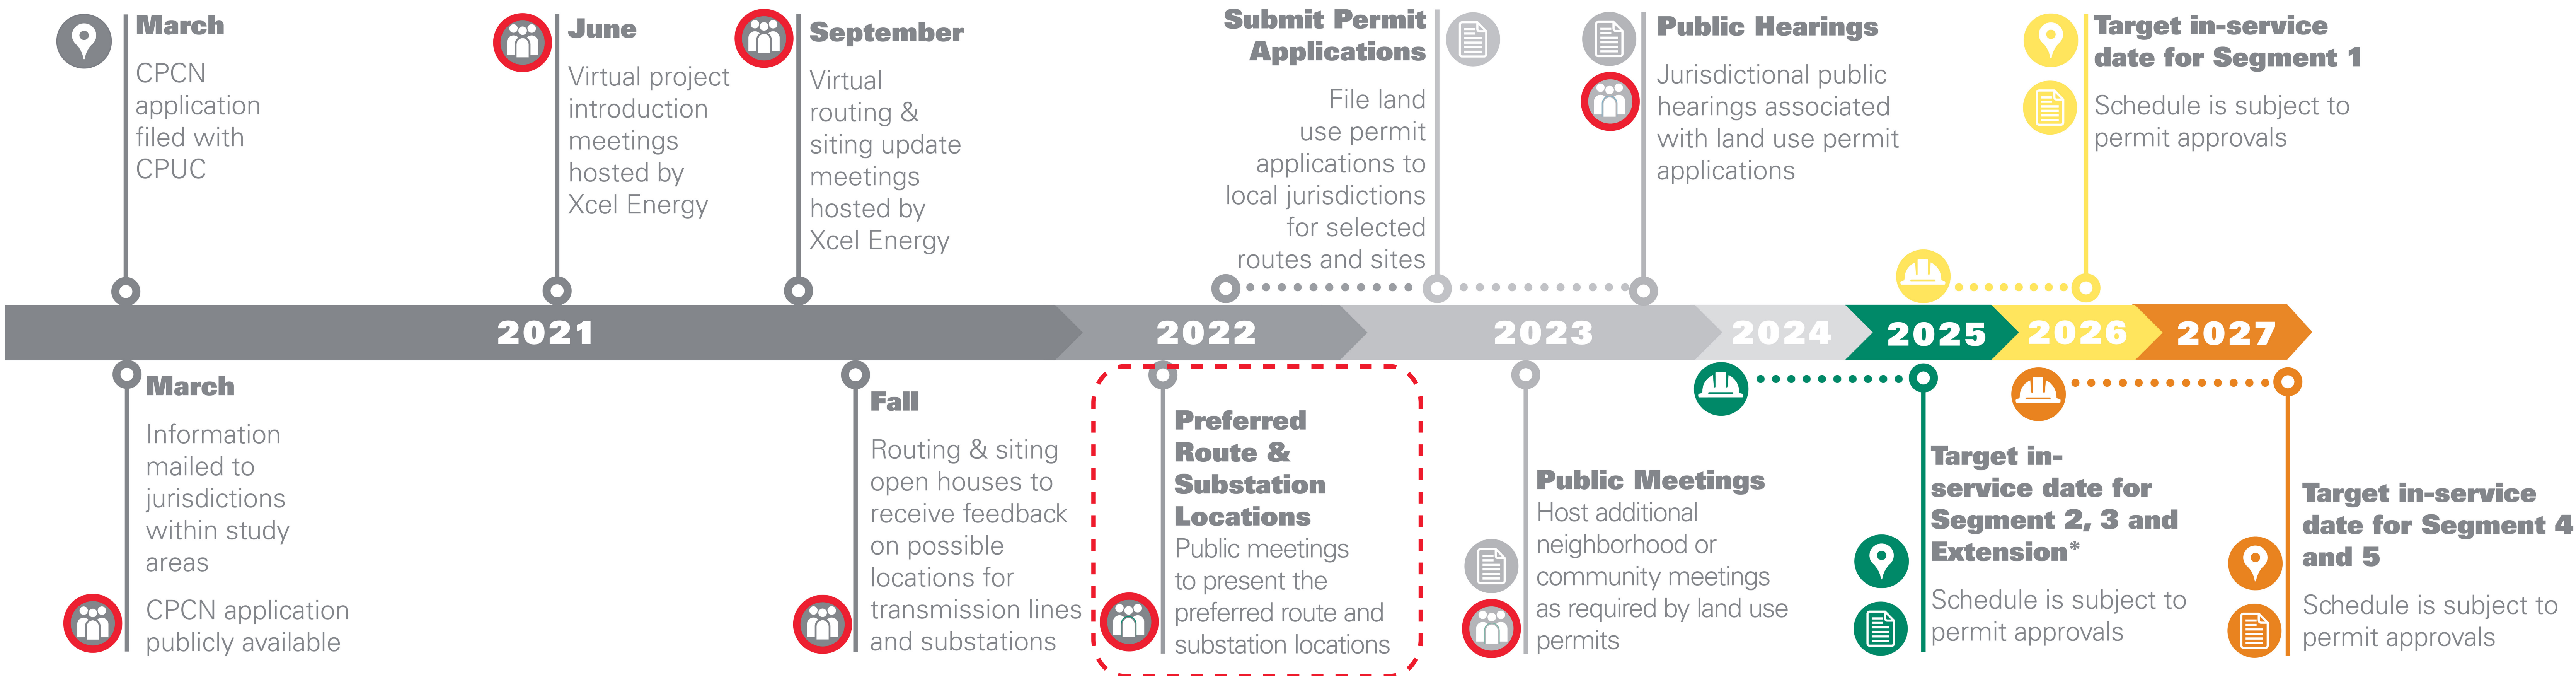 March
CPCN
application
filed with
CPUC
June
Virtual project
introduction
meetings
hosted by
Xcel Energy
September
Virtual
routing &
siting update
meetings
hosted by
Xcel Energy
Submit Permit
Applications
File land
use permit
applications to
local jurisdictions
for selected
routes and sites
Public Hearings
Jurisdictional public
hearings associated
with land use permit
applications
Target in-service
date for Segment 1
Schedule is subject to
permit approvals
2021
2022
2023
2024
2025
2026
2027
March
Information
mailed to
jurisdictions
within study
areas
CPCN application
publicly available
Fall
Routing & siting
open houses to
receive feedback
on possible
locations for
transmission lines
and substations
Preferred
Route &
Substation
Locations
Public meetings
to present the
preferred route and
substation locations
Public Meetings
Host additional
neighborhood or
community meetings
as required by land use
permits
Target in-
service date for
Segment 2, 3 and
Extension*
Schedule is subject to
permit approvals
Target in-service
date for Segment 4
and 5
Schedule is subject to
permit approvals